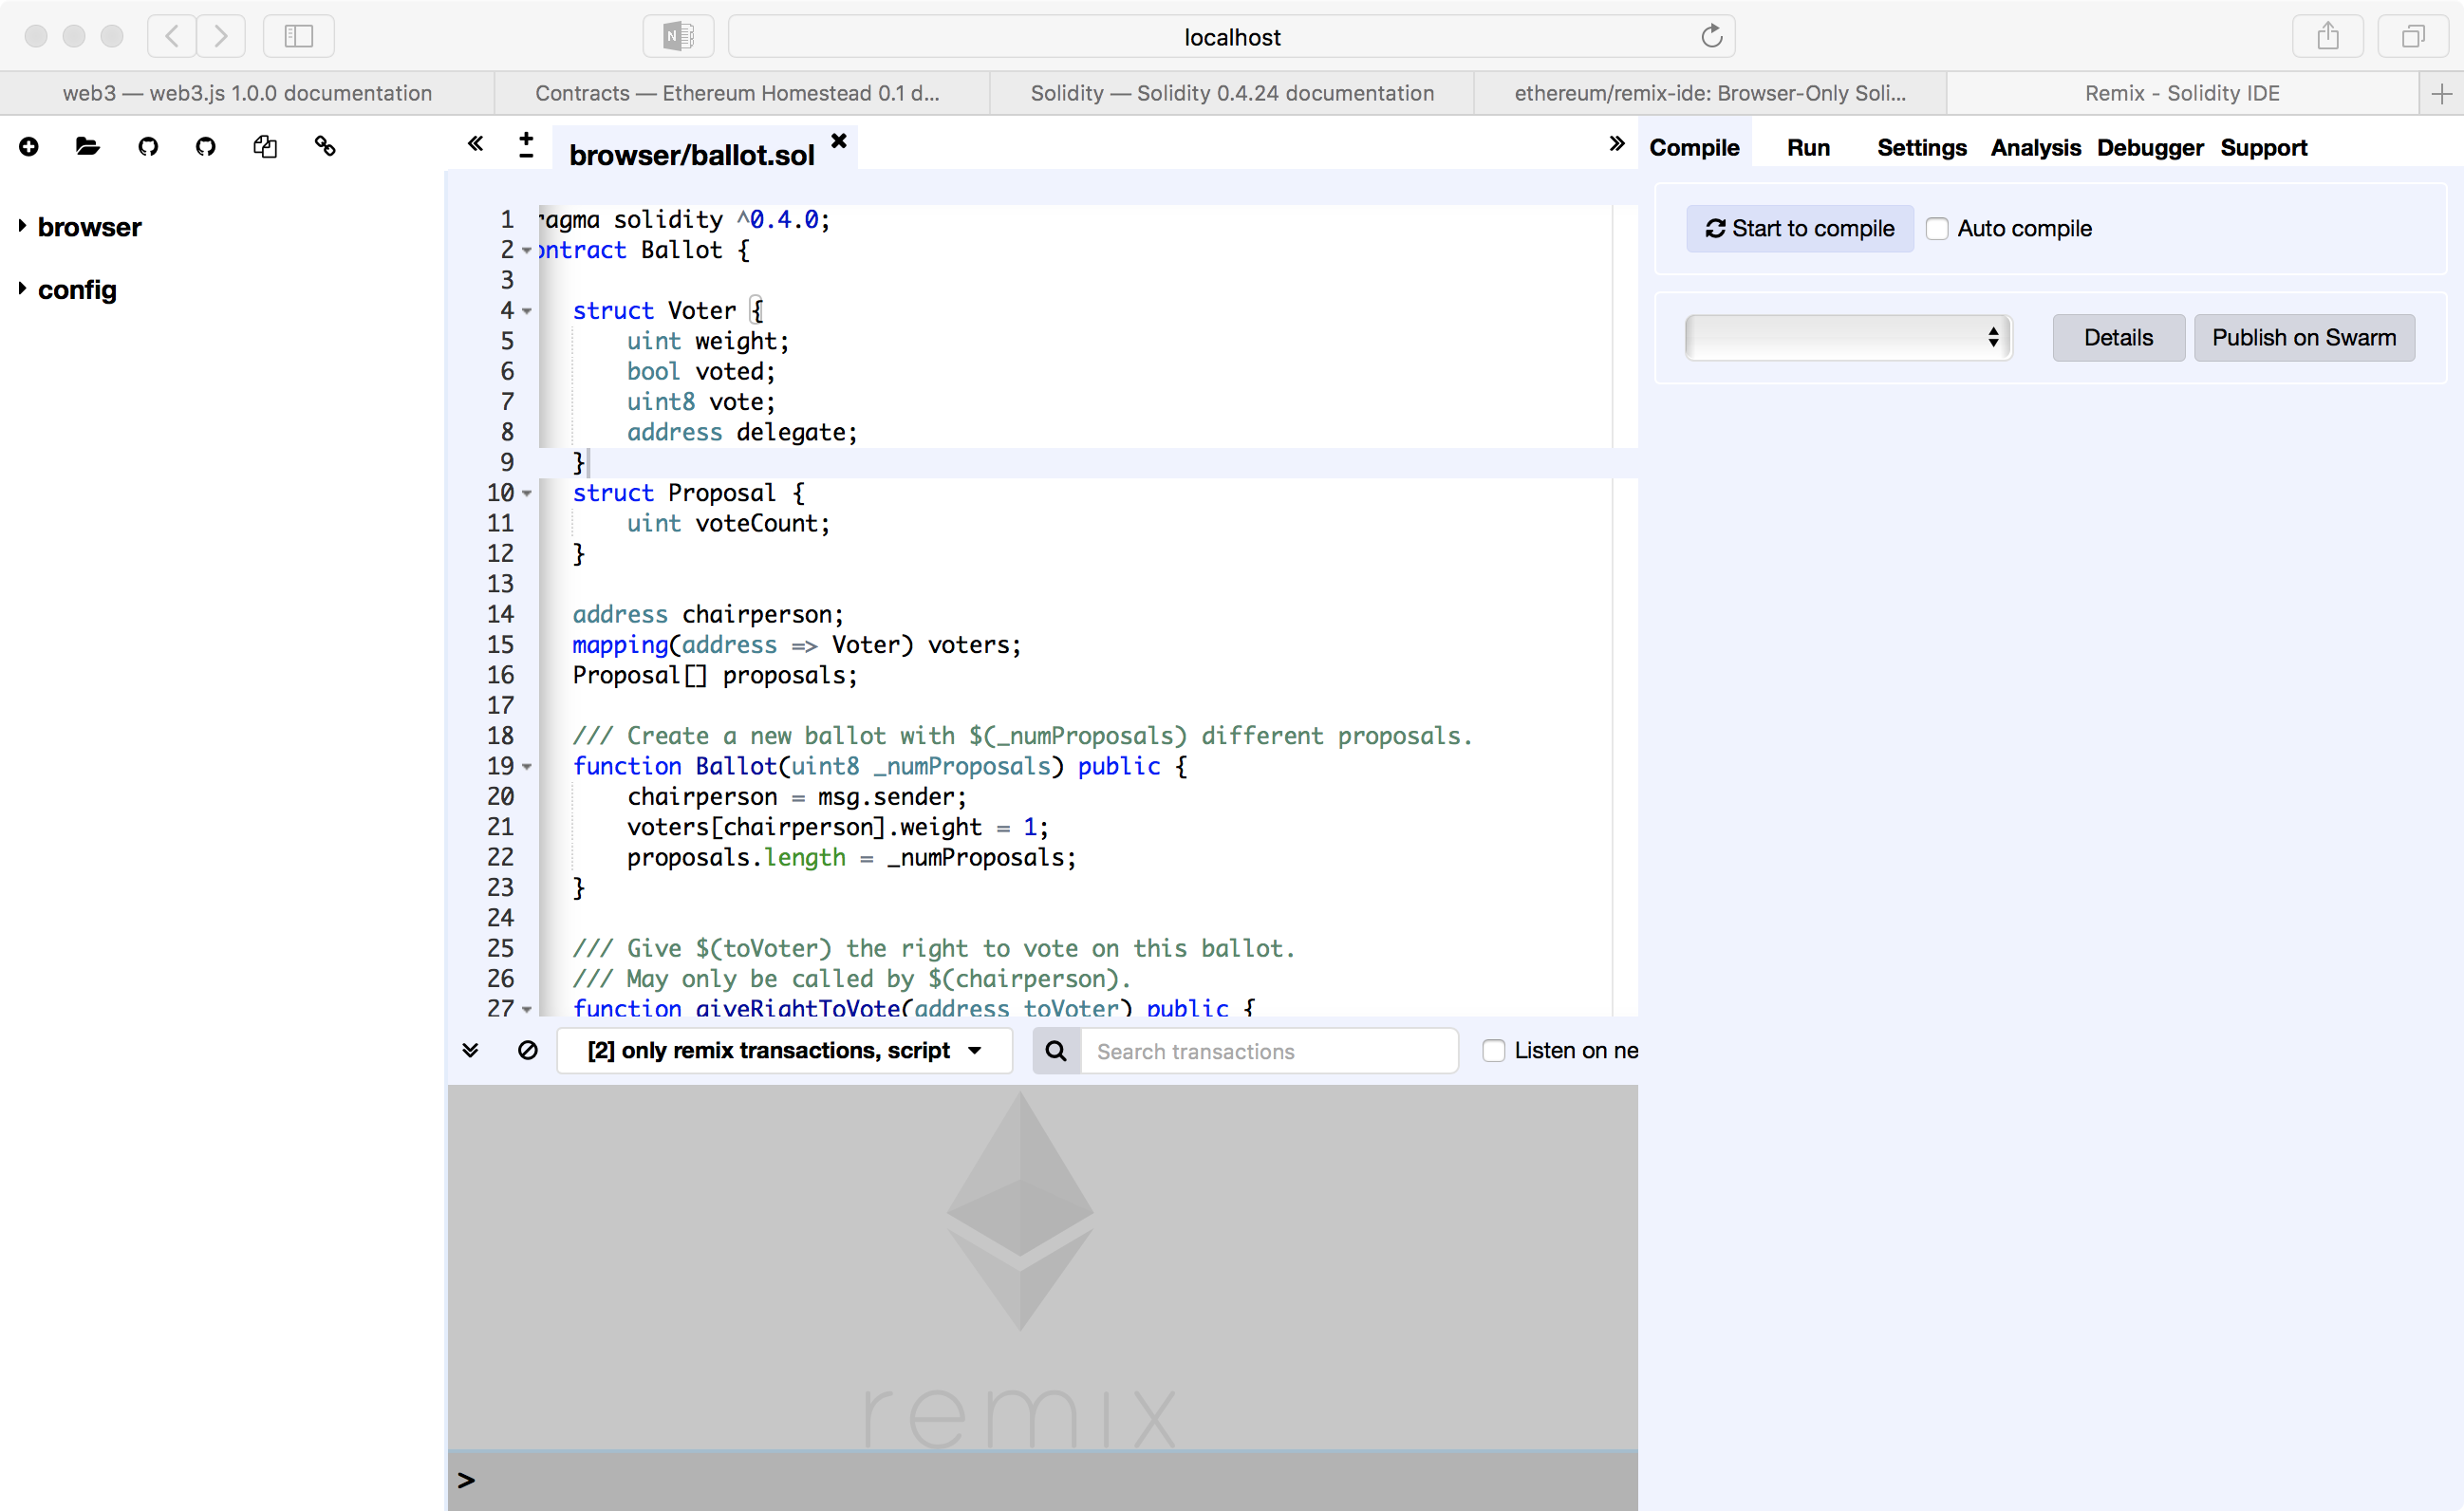 localhost
web3 — web3.js 1.0.0 documentation
Contracts — Ethereum Homestead 0.1 d...
Solidity — Solidity 0.4.24 documentation
ethereum/remix-ide: Browser-Only Soli...
Remix - Solidity IDE
browser
config
browser/ballot.sol
1 ragma solidity ^0.4.0;
2 ontract Ballot {
3
4 struct Voter {
5 uint weight;
6 bool voted;
7 uint8 vote;
8 address delegate;
9 }
10 struct Proposal {
11 uint voteCount;
12 }
13
14 address chairperson;
15 mapping(address => Voter) voters;
16 Proposal[] proposals;
17
18 /// Create a new ballot with $(_numProposals) different proposals.
19 function Ballot(uint8 _numProposals) public {
20 chairperson = msg.sender;
21 voters[chairperson].weight = 1;
22 proposals.length = _numProposals;
23 }
24
25 /// Give $(toVoter) the right to vote on this ballot.
26 /// May only be called by $(chairperson).
27 function giveRightToVote(address toVoter) public {
[2] only remix transactions, script
Search transactions
Listen on ne
remix
>
Compile Run Settings Analysis Debugger Support
Start to compile
Auto compile
Details
Publish on Swarm